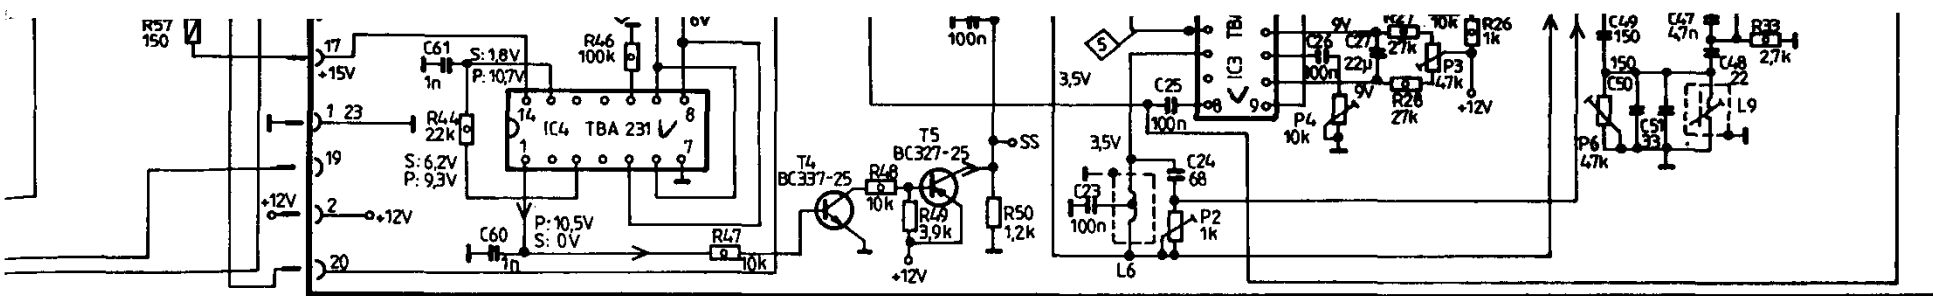 R57
150
17
+15V
C61
1n
S: 1,8V
P: 10,7V
R46
100k
6V
14
8
IC4 TBA 231
1
7
R44
22k
S: 6,2V
P: 9,3V
1 23
19
+12V
2
+12V
20
P: 10,5V
S: 0V
C60
1n
R47
10k
T4
BC337-25
R48
10k
T5
BC327-25
R49
3,9k
+12V
R50
1,2k
SS
100n
5
3,5V
C25
100n
3,5V
C24
68
C23
100n
P2
1k
L6
IC3
8
9
9V
C26
100n
C27
22µ
R27
27k
10k
P3
47k
R26
1k
9V
R28
27k
+12V
P4
10k
C49
150
150
C50
P6
47k
C51
33
C47
4,7n
C48
22
R33
2,7k
L9